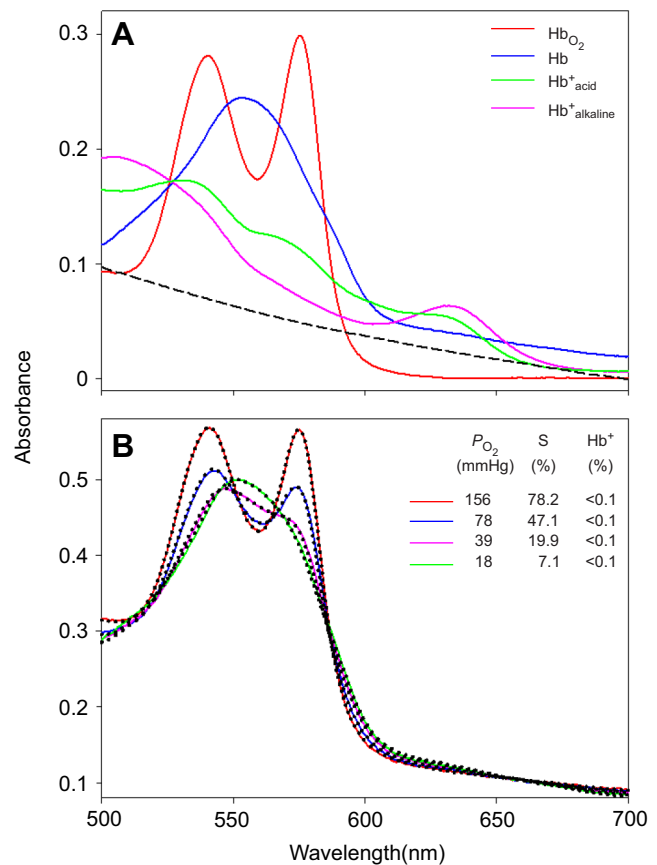 A
0.3
0.2
0.1
0
HbO2
Hb
Hb+acid
Hb+alkaline
Absorbance
B
0.5
0.4
0.3
0.2
0.1
PO2 S Hb+
(mmHg) (%) (%)
156 78.2 <0.1
78 47.1 <0.1
39 19.9 <0.1
18 7.1 <0.1
500 550 600 650 700
Wavelength(nm)